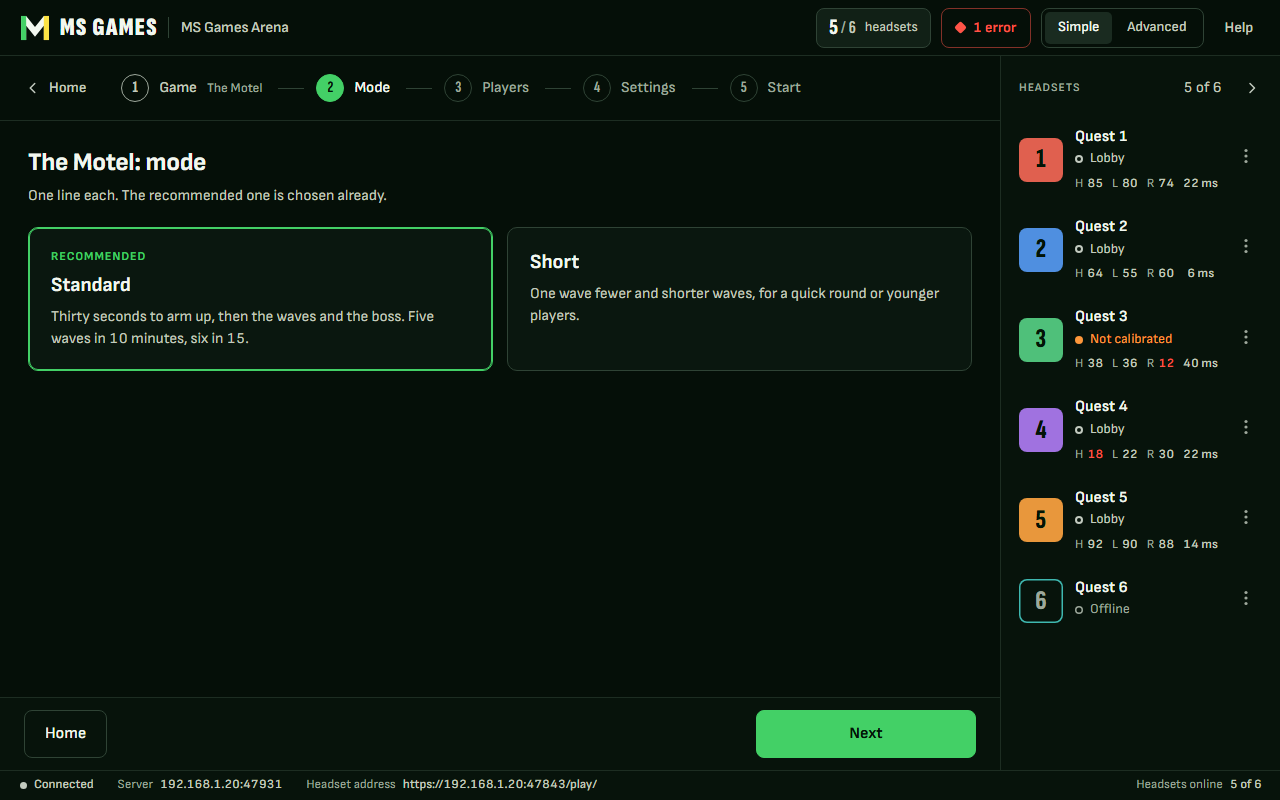 MS GAMES
MS Games Arena
5 / 6 headsets
1 error
Simple
Advanced
Help
Home
1 Game The Motel
2 Mode
3 Players
4 Settings
5 Start
The Motel: mode
One line each. The recommended one is chosen already.
RECOMMENDED
Standard
Thirty seconds to arm up, then the waves and the boss. Five
waves in 10 minutes, six in 15.
Short
One wave fewer and shorter waves, for a quick round or younger
players.
Home
Next
HEADSETS
5 of 6
1
Quest 1
Lobby
H 85 L 80 R 74 22 ms
2
Quest 2
Lobby
H 64 L 55 R 60 6 ms
3
Quest 3
Not calibrated
H 38 L 36 R 12 40 ms
4
Quest 4
Lobby
H 18 L 22 R 30 22 ms
5
Quest 5
Lobby
H 92 L 90 R 88 14 ms
6
Quest 6
Offline
Connected
Server 192.168.1.20:47931
Headset address https://192.168.1.20:47843/play/
Headsets online 5 of 6